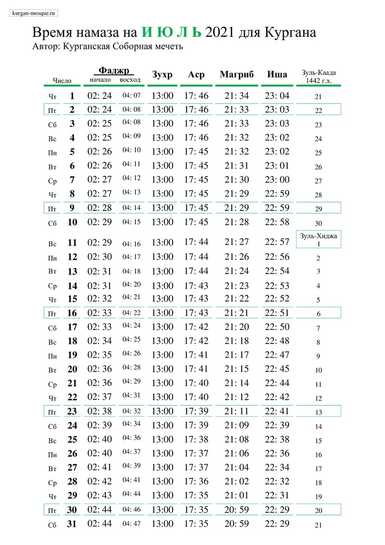 kurgan-mosque.ru
Время намаза на И Ю Л Ь 2021 для Кургана
Автор: Курганская Соборная мечеть
Число Фаджр Зухр Аср Магриб Иша Зуль-Каада
начало восход 1442 г.х.
Чт 1 02: 24 04: 07 13:00 17: 46 21: 34 23: 04 21
Пт 2 02: 24 04: 08 13:00 17: 46 21: 33 23: 03 22
Сб 3 02: 25 04: 08 13:00 17: 46 21: 33 23: 03 23
Вс 4 02: 25 04: 09 13:00 17: 46 21: 32 23: 02 24
Пн 5 02: 26 04: 10 13:00 17: 45 21: 32 23: 02 25
Вт 6 02: 26 04: 11 13:00 17: 45 21: 31 23: 01 26
Ср 7 02: 27 04: 12 13:00 17: 45 21: 30 23: 00 27
Чт 8 02: 27 04: 13 13:00 17: 45 21: 29 22: 59 28
Пт 9 02: 28 04: 14 13:00 17: 45 21: 29 22: 59 29
Сб 10 02: 29 04: 15 13:00 17: 45 21: 28 22: 58 30
Зуль-Хиджа
Вс 11 02: 29 04: 16 13:00 17: 44 21: 27 22: 57 1
Пн 12 02: 30 04: 17 13:00 17: 44 21: 26 22: 56 2
Вт 13 02: 31 04: 18 13:00 17: 44 21: 24 22: 54 3
Ср 14 02: 31 04: 20 13:00 17: 43 21: 23 22: 53 4
Чт 15 02: 32 04: 21 13:00 17: 43 21: 22 22: 52 5
Пт 16 02: 33 04: 22 13:00 17: 43 21: 21 22: 51 6
Сб 17 02: 33 04: 24 13:00 17: 42 21: 20 22: 50 7
Вс 18 02: 34 04: 25 13:00 17: 42 21: 18 22: 48 8
Пн 19 02: 35 04: 26 13:00 17: 41 21: 17 22: 47 9
Вт 20 02: 36 04: 28 13:00 17: 41 21: 15 22: 45 10
Ср 21 02: 36 04: 29 13:00 17: 40 21: 14 22: 44 11
Чт 22 02: 37 04: 31 13:00 17: 40 21: 12 22: 42 12
Пт 23 02: 38 04: 32 13:00 17: 39 21: 11 22: 41 13
Сб 24 02: 39 04: 34 13:00 17: 39 21: 09 22: 39 14
Вс 25 02: 40 04: 36 13:00 17: 38 21: 08 22: 38 15
Пн 26 02: 40 04: 37 13:00 17: 37 21: 06 22: 36 16
Вт 27 02: 41 04: 39 13:00 17: 37 21: 04 22: 34 17
Ср 28 02: 42 04: 41 13:00 17: 36 21: 02 22: 32 18
Чт 29 02: 43 04: 44 13:00 17: 35 21: 01 22: 31 19
Пт 30 02: 44 04: 46 13:00 17: 35 20: 59 22: 29 20
Сб 31 02: 44 04: 47 13:00 17: 35 20: 59 22: 29 21